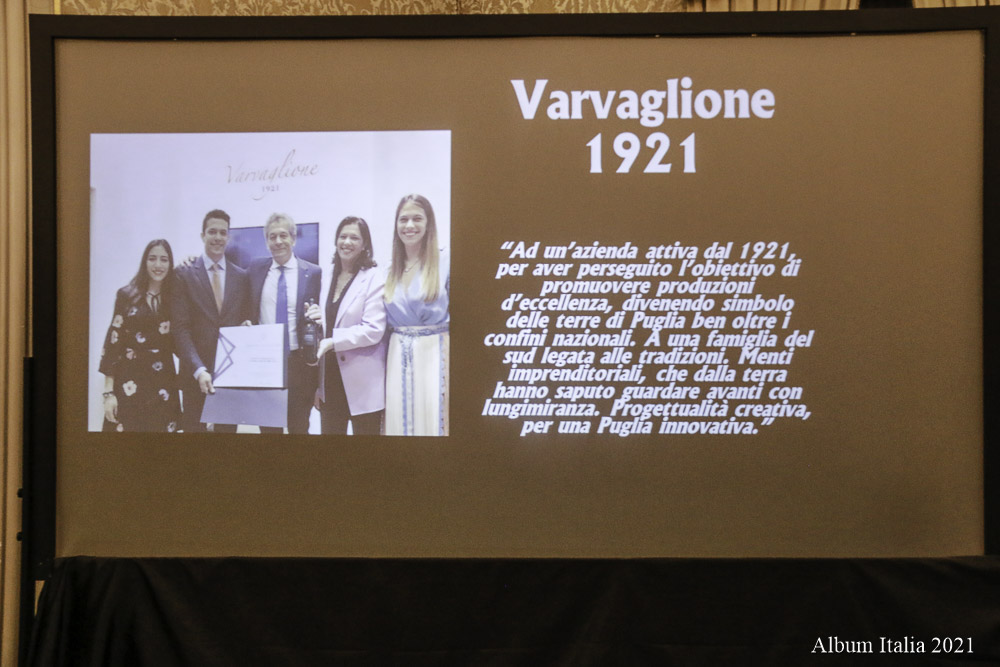 Varvaglione
1921
Varvaglione
1921
“Ad un’azienda attiva dal 1921,
per aver perseguito l’obiettivo di
promuovere produzioni
d’eccellenza, divenendo simbolo
delle terre di Puglia ben oltre i
confini nazionali. A una famiglia del
sud legata alle tradizioni. Menti
imprenditoriali, che dalla terra
hanno saputo guardare avanti con
lungimiranza. Progettualità creativa,
per una Puglia innovativa.”
Album Italia 2021